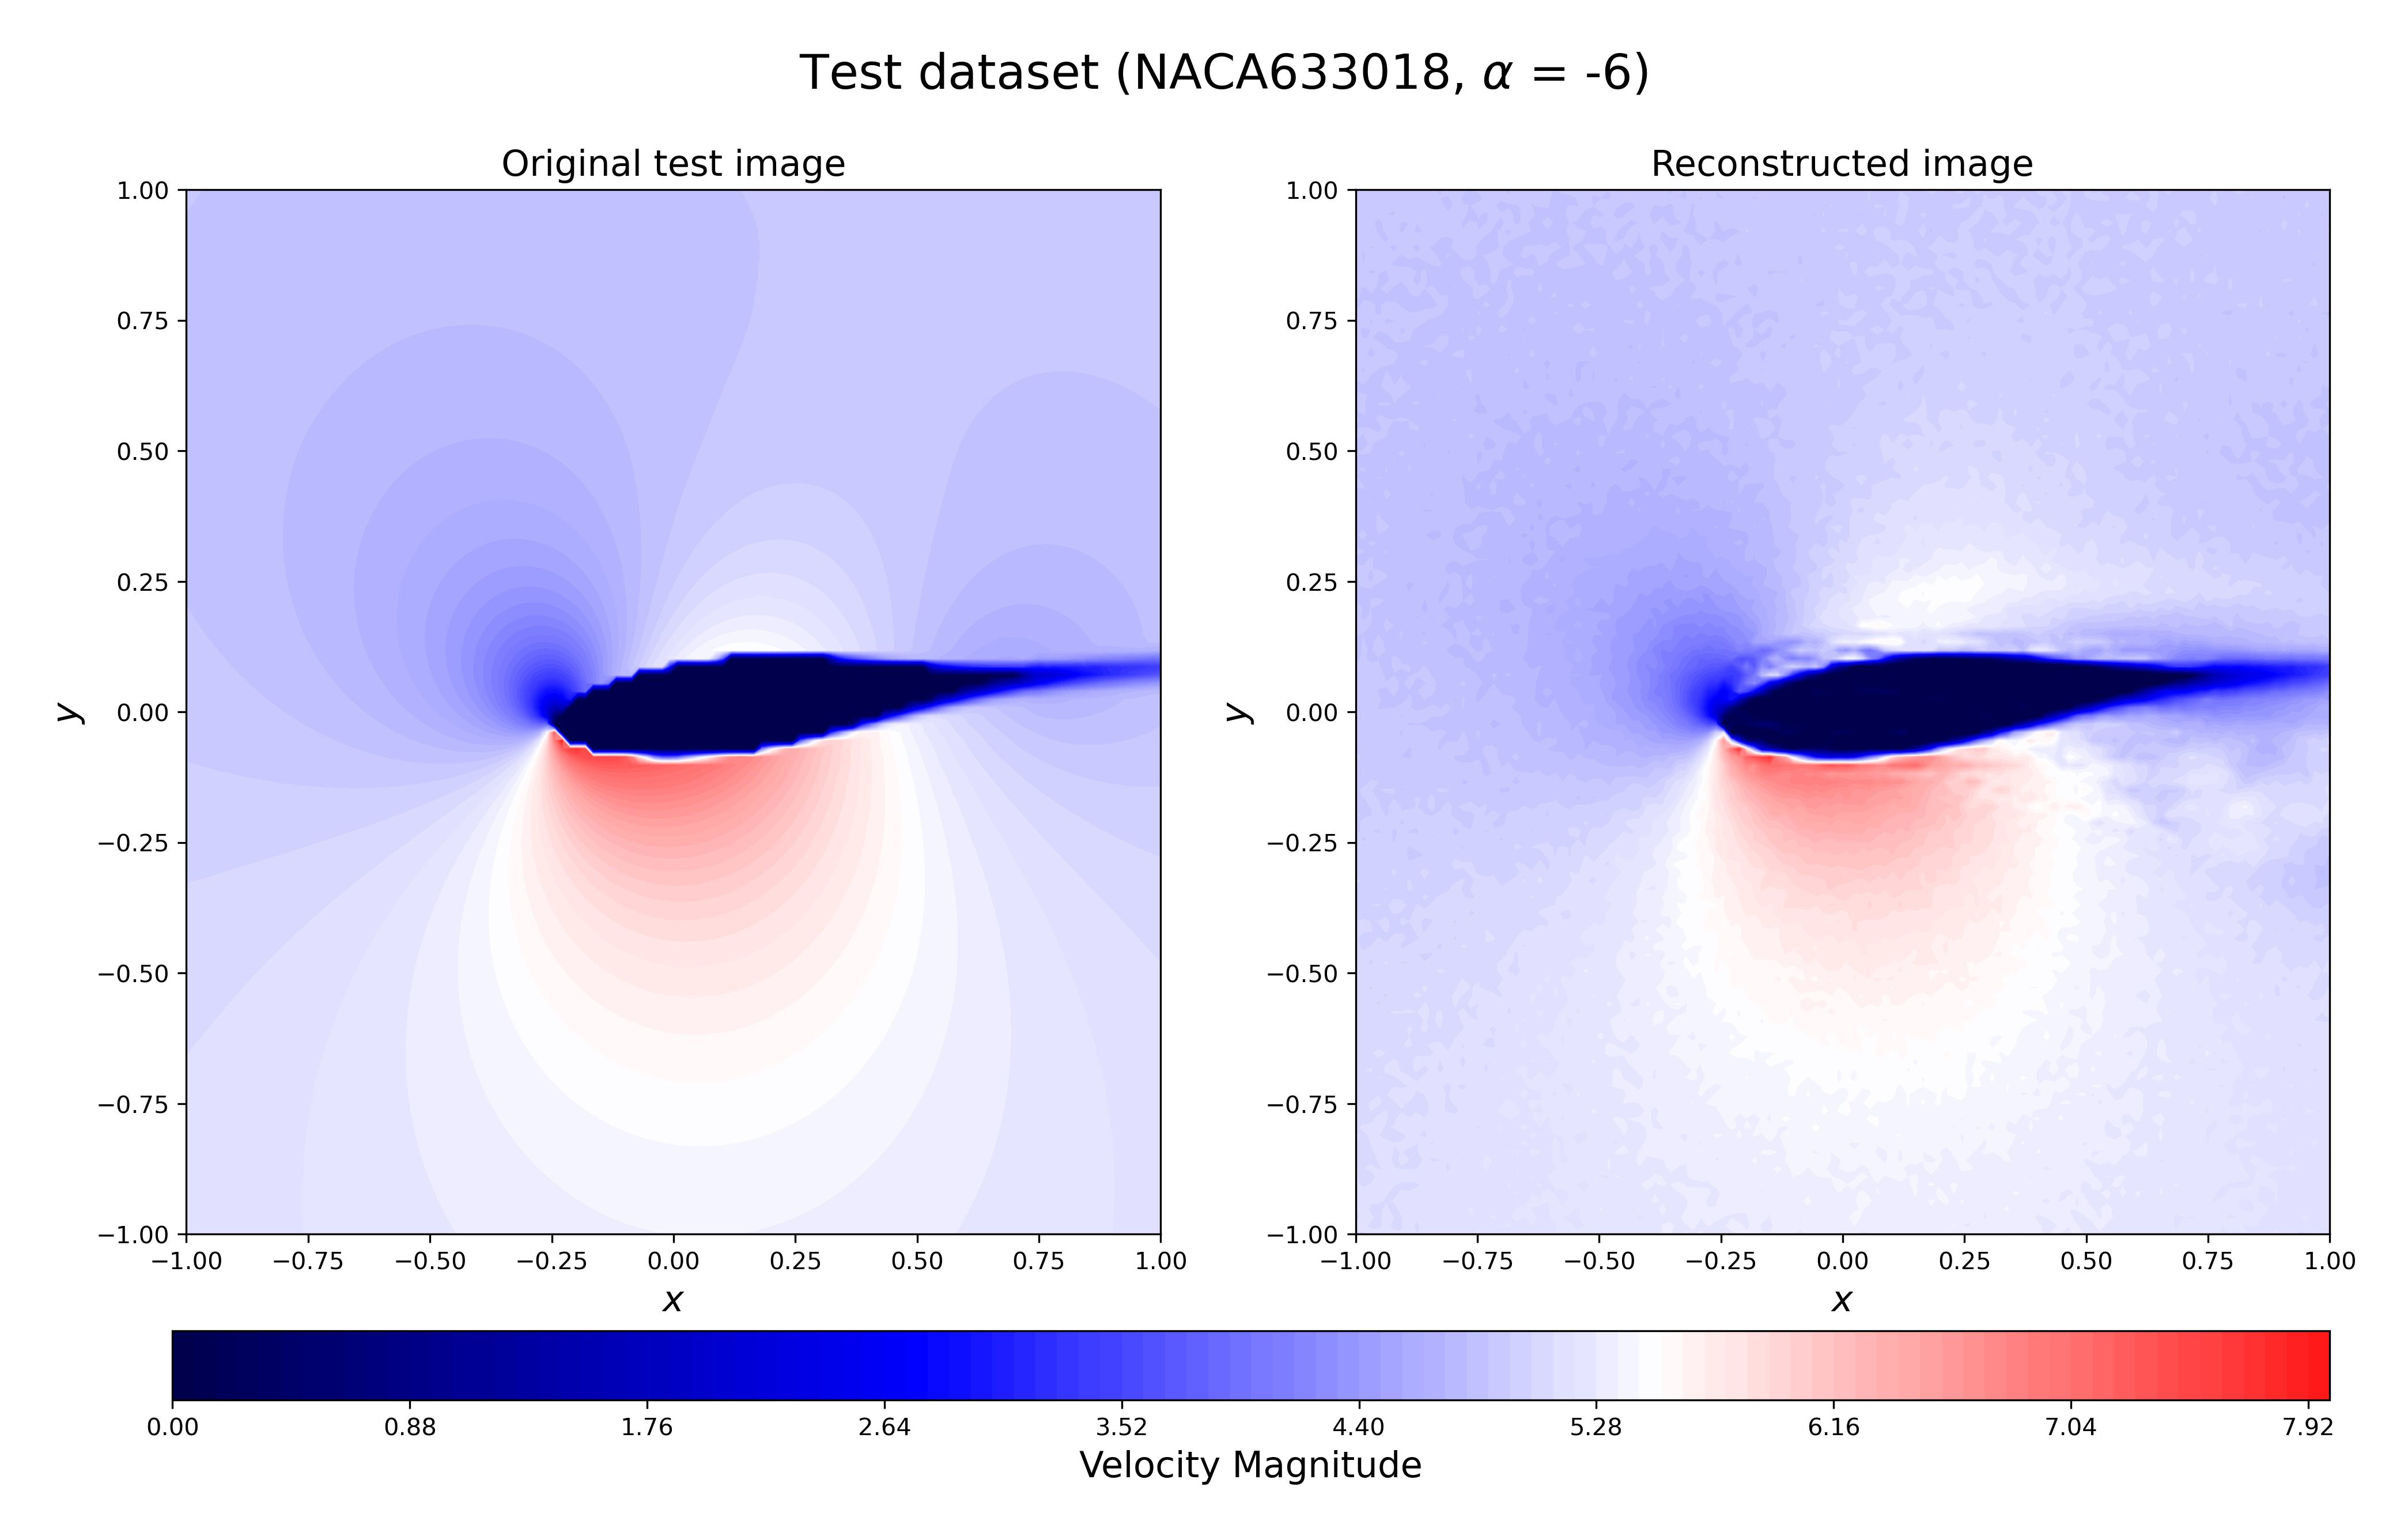 Test dataset (NACA633018, α = -6)
Original test image
Reconstructed image
1.00
0.75
0.50
0.25
0.00
−0.25
−0.50
−0.75
−1.00
y
−1.00 −0.75 −0.50 −0.25 0.00 0.25 0.50 0.75 1.00
x
1.00
0.75
0.50
0.25
0.00
−0.25
−0.50
−0.75
−1.00
y
−1.00 −0.75 −0.50 −0.25 0.00 0.25 0.50 0.75 1.00
x
0.00 0.88 1.76 2.64 3.52 4.40 5.28 6.16 7.04 7.92
Velocity Magnitude